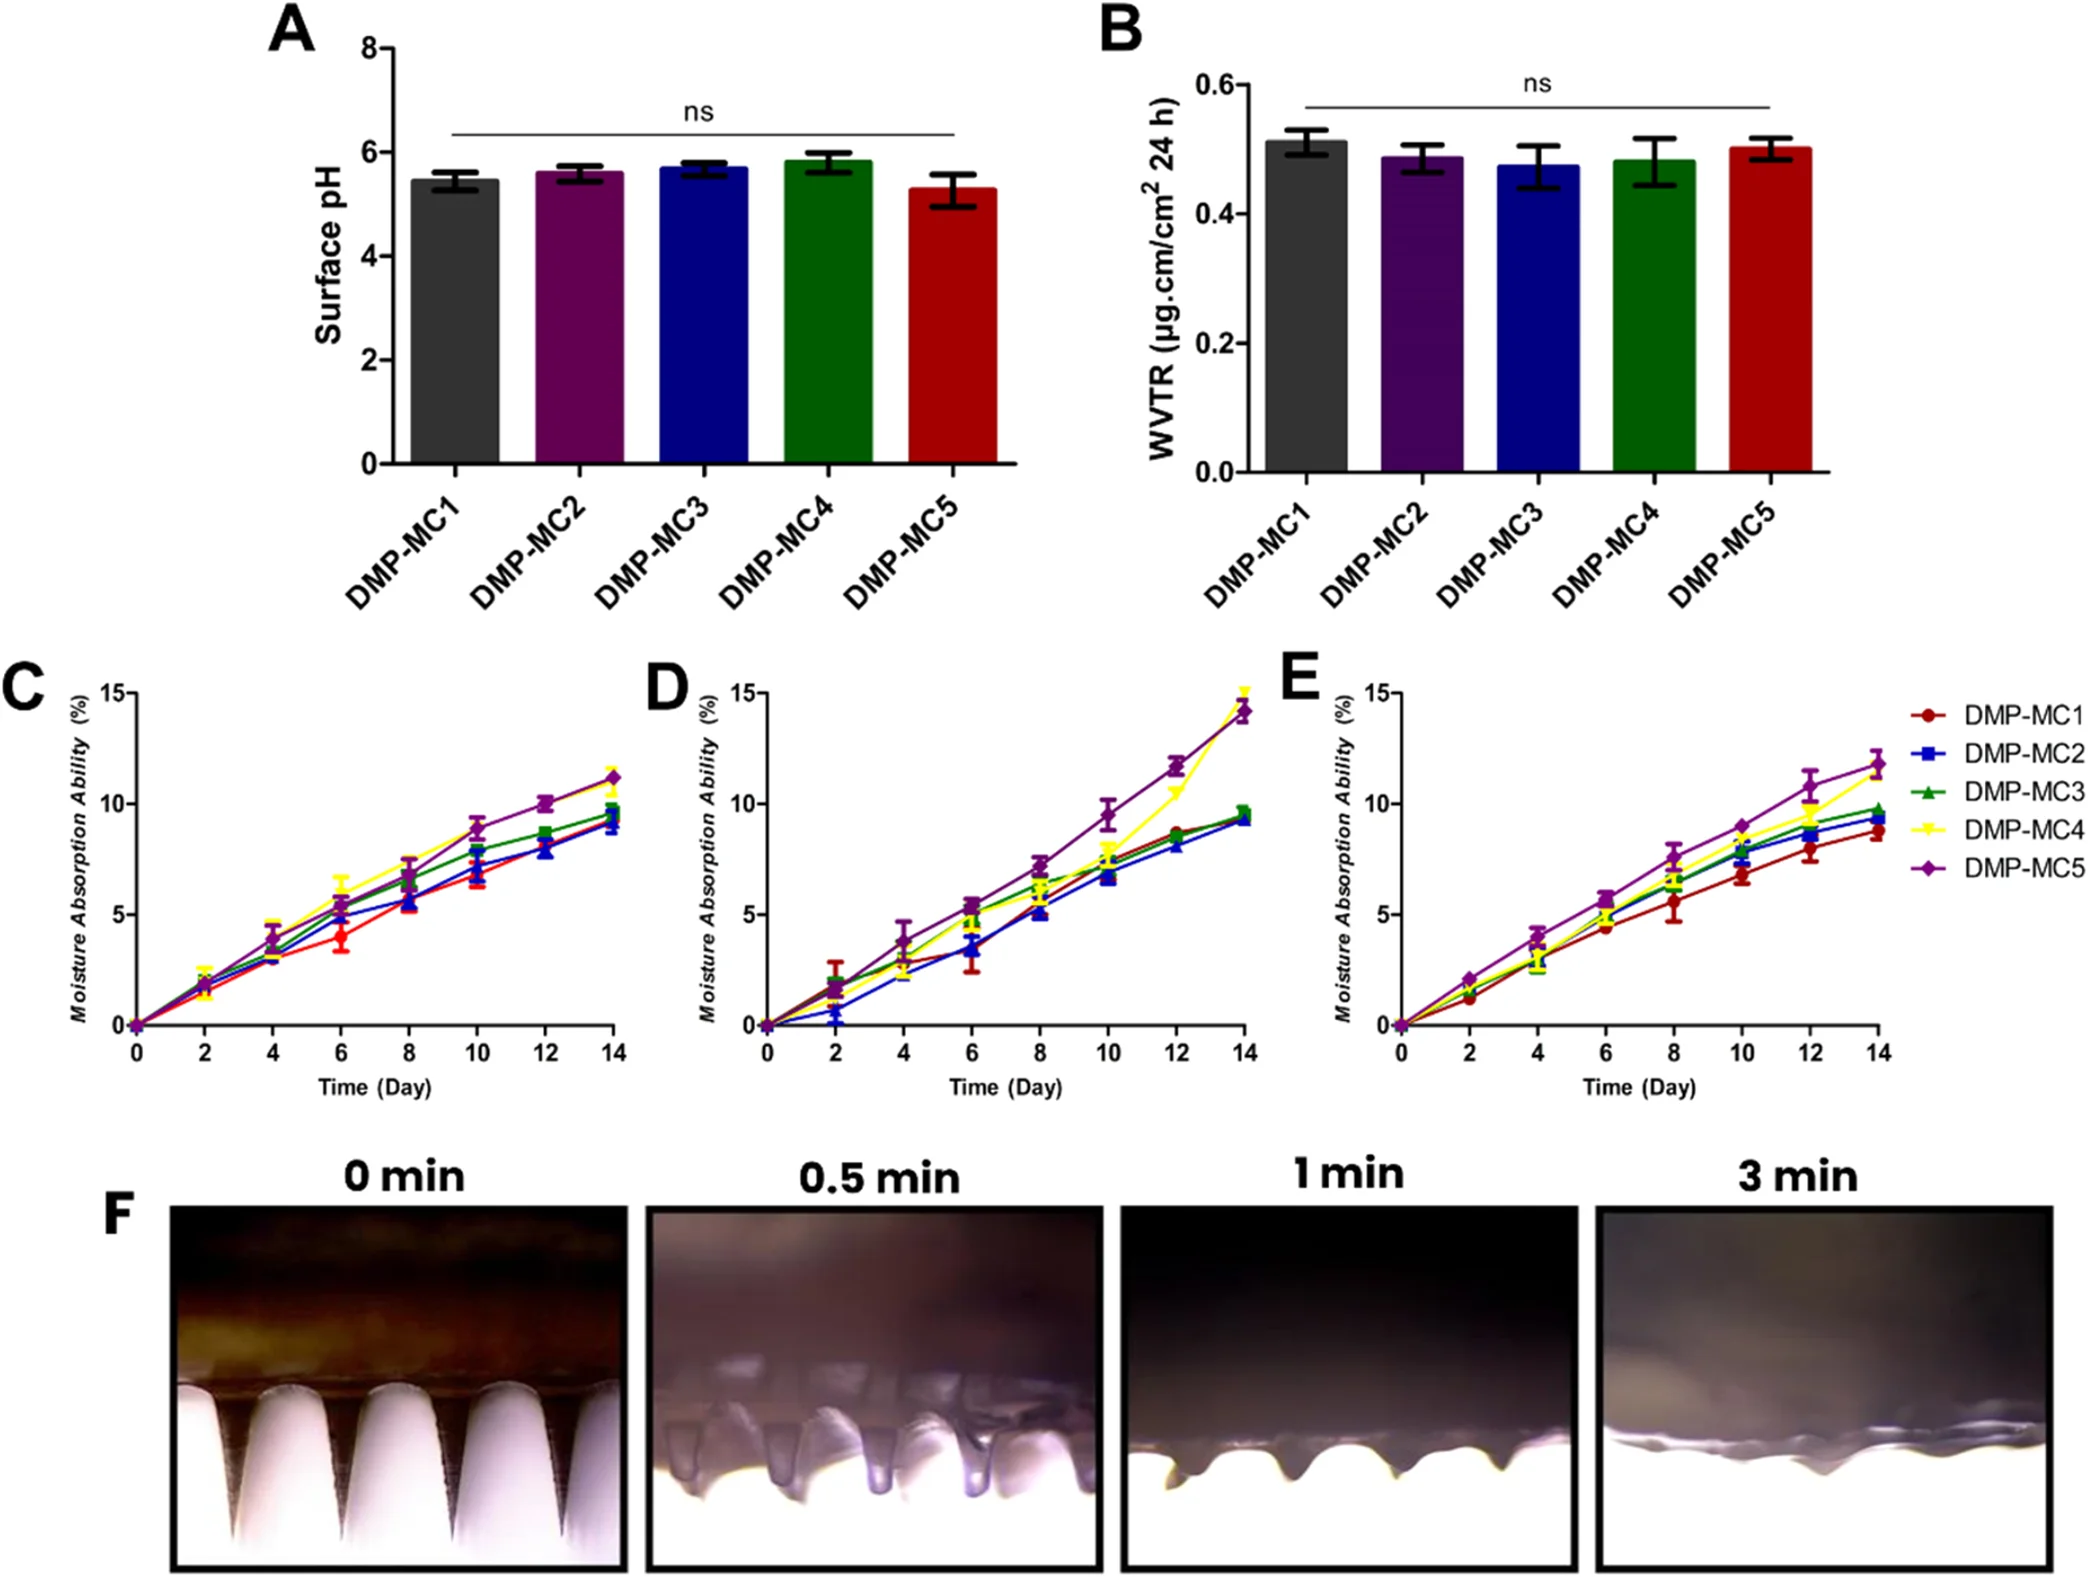 A
B
8
6
4
2
0
Surface pH
ns
DMP-MC1
DMP-MC2
DMP-MC3
DMP-MC4
DMP-MC5
0.6
0.4
0.2
0.0
WVTR (µg.cm/cm² 24 h)
ns
DMP-MC1
DMP-MC2
DMP-MC3
DMP-MC4
DMP-MC5
C
15
10
5
0
Moisture Absorption Ability (%)
0 2 4 6 8 10 12 14
Time (Day)
D
15
10
5
0
Moisture Absorption Ability (%)
0 2 4 6 8 10 12 14
Time (Day)
E
15
10
5
0
Moisture Absorption Ability (%)
0 2 4 6 8 10 12 14
Time (Day)
DMP-MC1
DMP-MC2
DMP-MC3
DMP-MC4
DMP-MC5
F
0 min
0.5 min
1 min
3 min